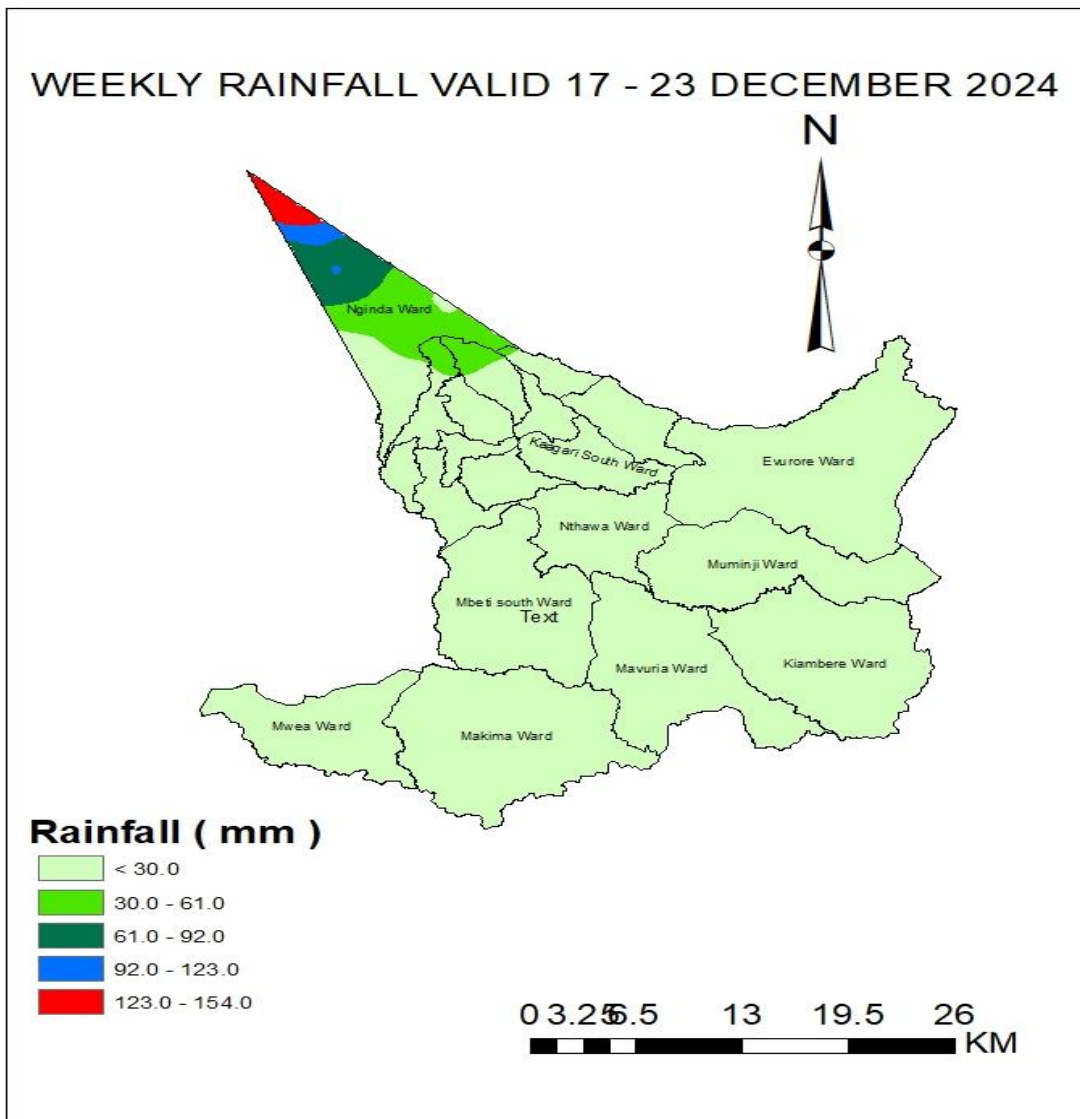 WEEKLY RAINFALL VALID 17 - 23 DECEMBER 2024
N
Nginda Ward
Kaagari South Ward
Evurore Ward
Nthawa Ward
Muminji Ward
Mbeti south Ward
Text
Mavuria Ward
Kiambere Ward
Mwea Ward
Makima Ward
Rainfall ( mm )
< 30.0
30.0 - 61.0
61.0 - 92.0
92.0 - 123.0
123.0 - 154.0
0 3.25 6.5 13 19.5 26
KM